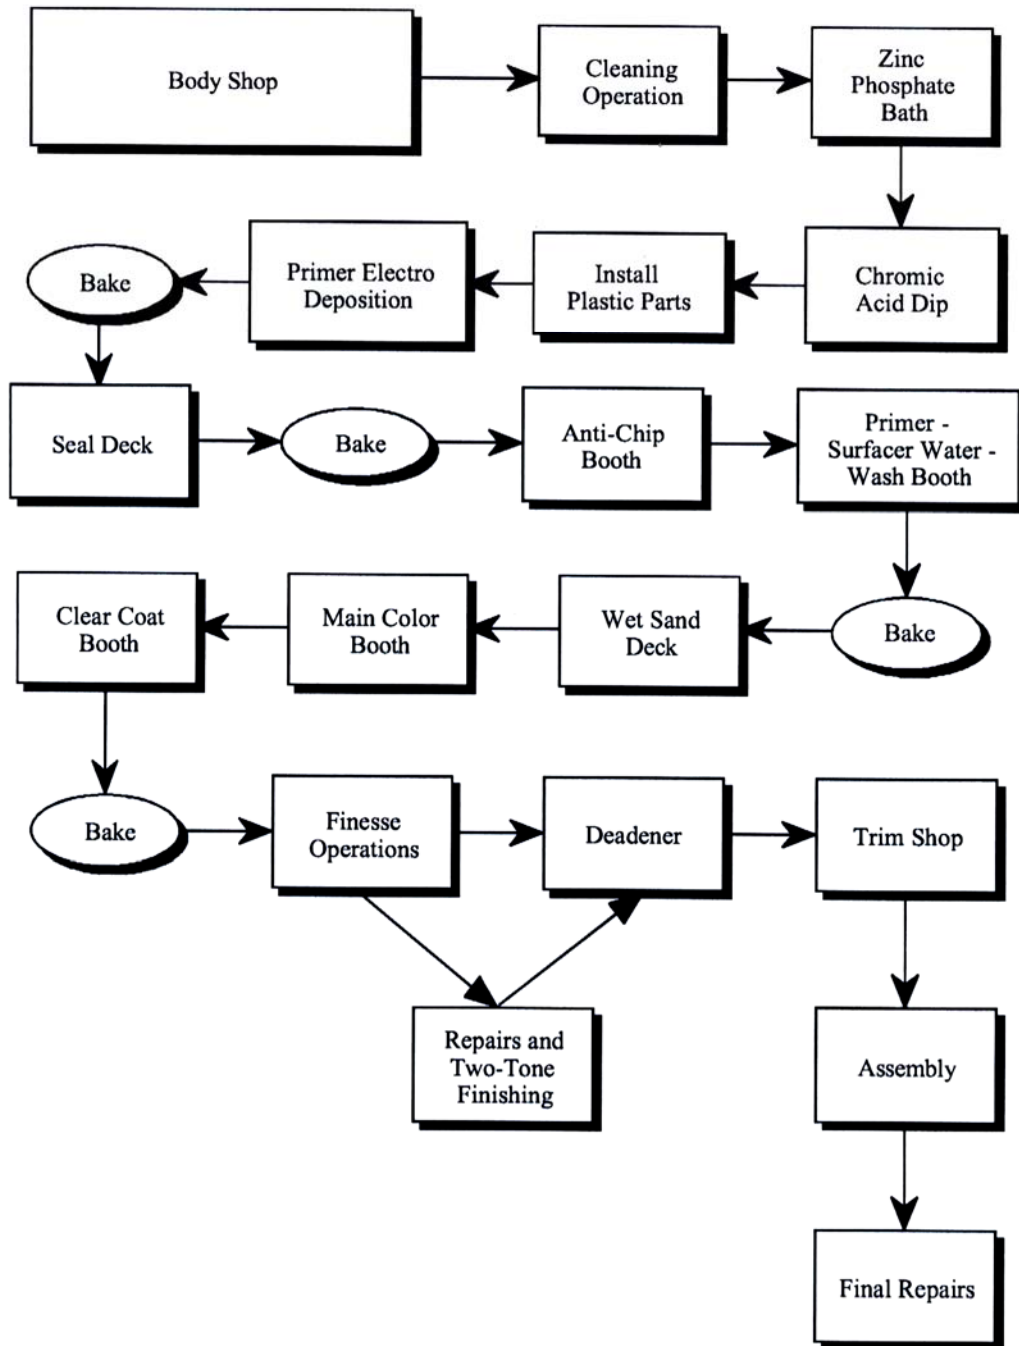 Body Shop
Cleaning
Operation
Zinc
Phosphate
Bath
Chromic
Acid Dip
Install
Plastic Parts
Primer Electro
Deposition
Bake
Seal Deck
Bake
Anti-Chip
Booth
Primer -
Surfacer Water -
Wash Booth
Bake
Wet Sand
Deck
Main Color
Booth
Clear Coat
Booth
Bake
Finesse
Operations
Deadener
Trim Shop
Repairs and
Two-Tone
Finishing
Assembly
Final Repairs